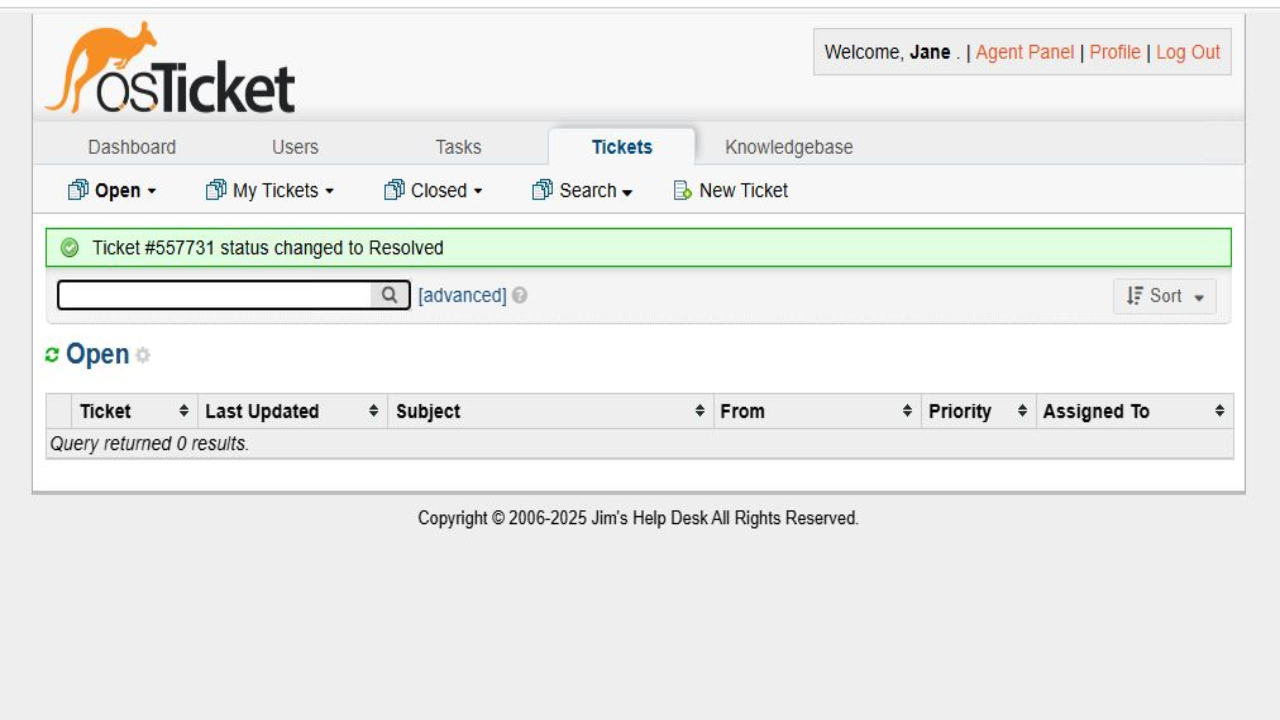 osTicket
Welcome, Jane . | Agent Panel | Profile | Log Out
Dashboard Users Tasks Tickets Knowledgebase
Open My Tickets Closed Search New Ticket
Ticket #557731 status changed to Resolved
[advanced] Sort
Open
Ticket Last Updated Subject From Priority Assigned To
Query returned 0 results.
Copyright © 2006-2025 Jim's Help Desk All Rights Reserved.